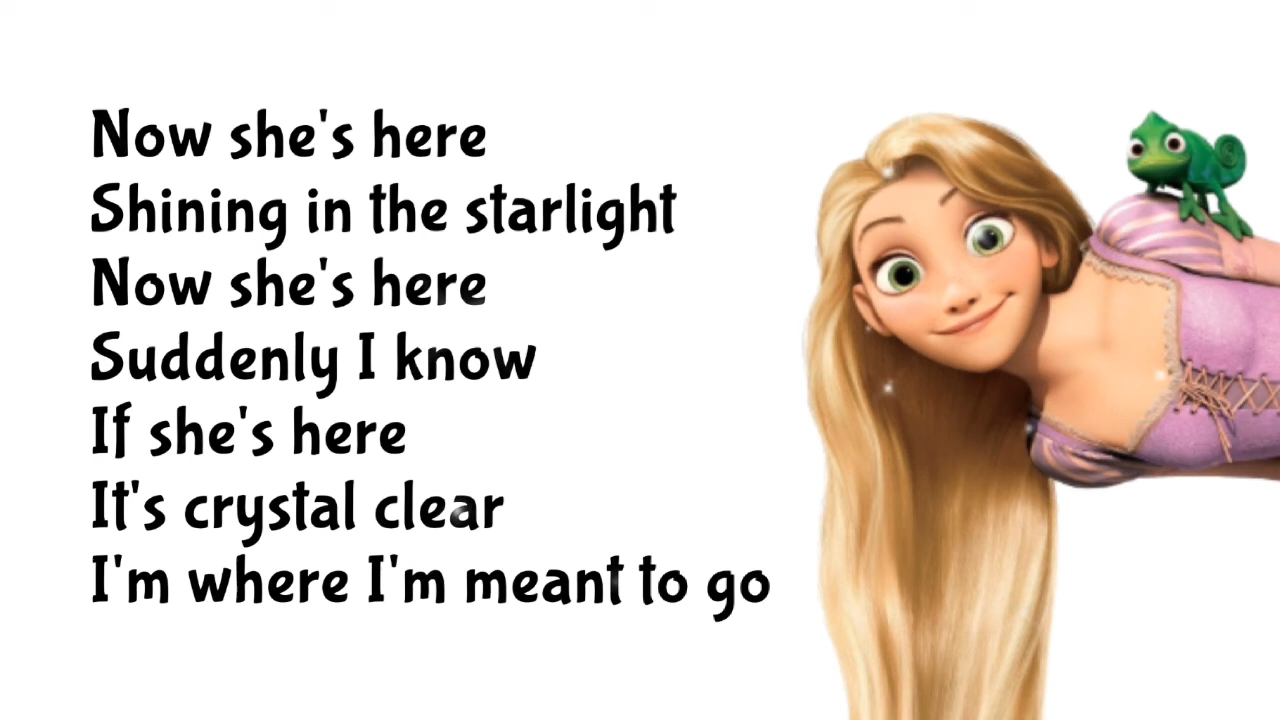 Now she's here
Shining in the starlight
Now she's here
Suddenly I know
If she's here
It's crystal clear
I'm where I'm meant to go